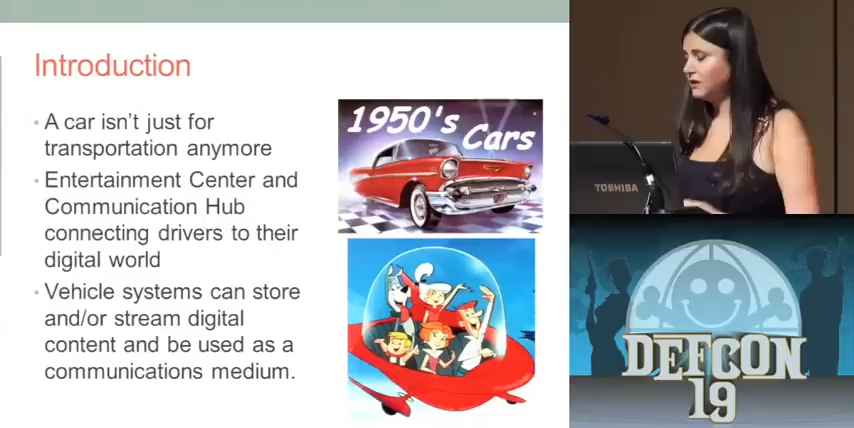 Introduction
• A car isn't just for
transportation anymore
• Entertainment Center and
Communication Hub
connecting drivers to their
digital world
• Vehicle systems can store
and/or stream digital
content and be used as a
communications medium.
1950's Cars
TOSHIBA
DEFCON
19